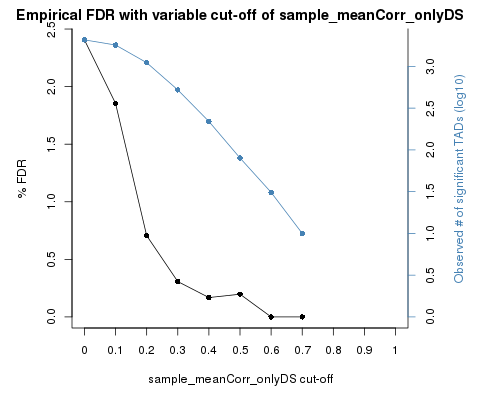 Empirical FDR with variable cut-off of sample_meanCorr_onlyDS
% FDR
2.5
2.0
1.5
1.0
0.5
0.0
3.0
2.5
2.0
1.5
1.0
0.5
0.0
Observed # of significant TADs (log10)
0 0.1 0.2 0.3 0.4 0.5 0.6 0.7 0.8 0.9 1
sample_meanCorr_onlyDS cut-off